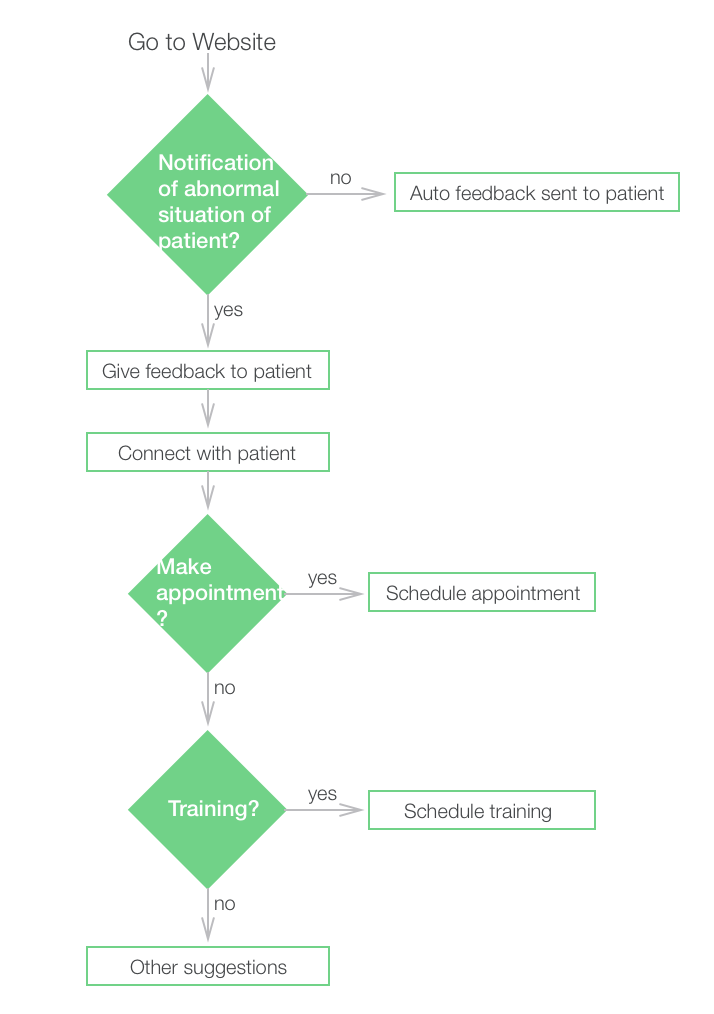 Go to Website
Notification
of abnormal
situation of
patient?
no
Auto feedback sent to patient
yes
Give feedback to patient
Connect with patient
Make
appointment
?
yes
Schedule appointment
no
Training?
yes
Schedule training
no
Other suggestions